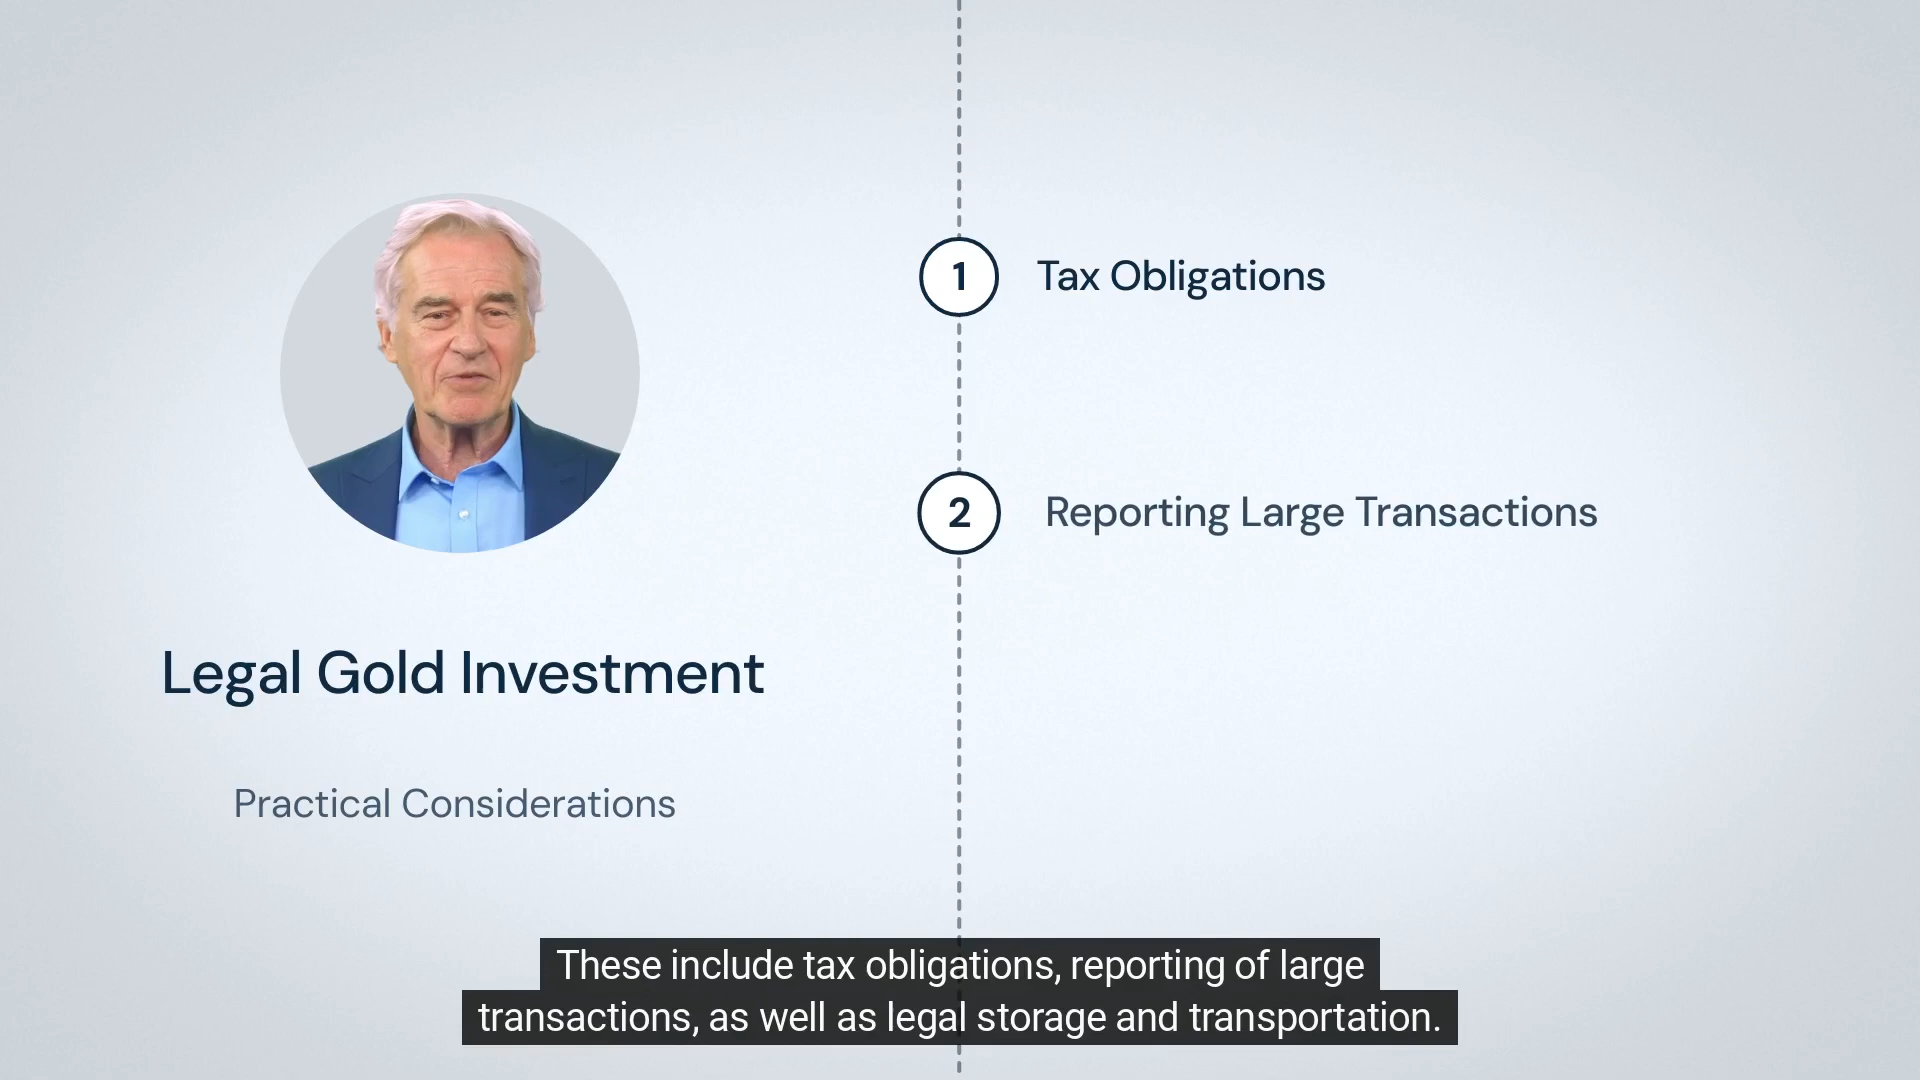 Legal Gold Investment
Practical Considerations
1 Tax Obligations
2 Reporting Large Transactions
These include tax obligations, reporting of large
transactions, as well as legal storage and transportation.